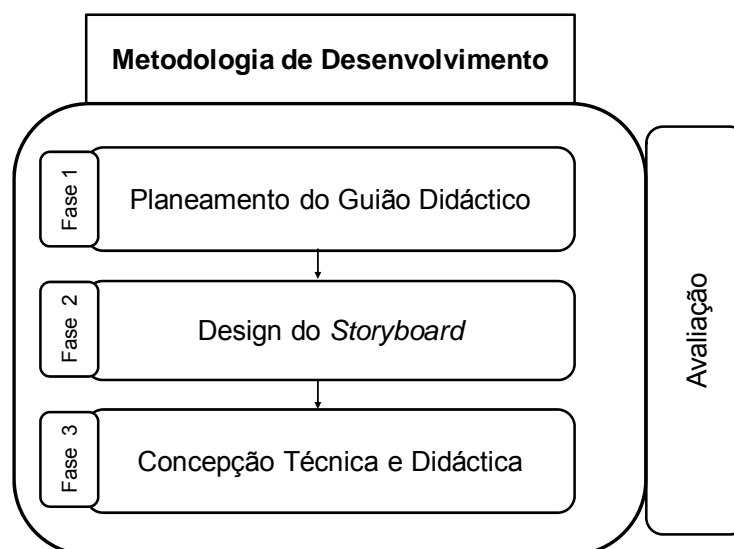 Metodologia de Desenvolvimento
Fase 1
Planeamento do Guião Didáctico
Fase 2
Design do Storyboard
Fase 3
Concepção Técnica e Didáctica
Avaliação